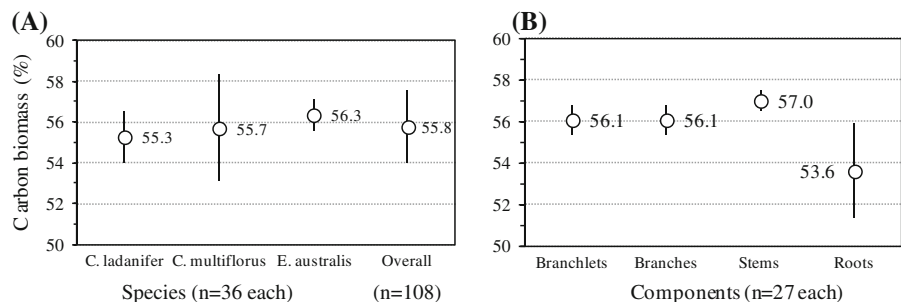 (A)
Carbon biomass (%)
60
58
56
54
52
50
55.3
55.7
56.3
55.8
C. ladanifer C. multiflorus E. australis Overall
Species (n=36 each) (n=108)
(B)
60
58
56
54
52
50
56.1
56.1
57.0
53.6
Branchlets Branches Stems Roots
Components (n=27 each)